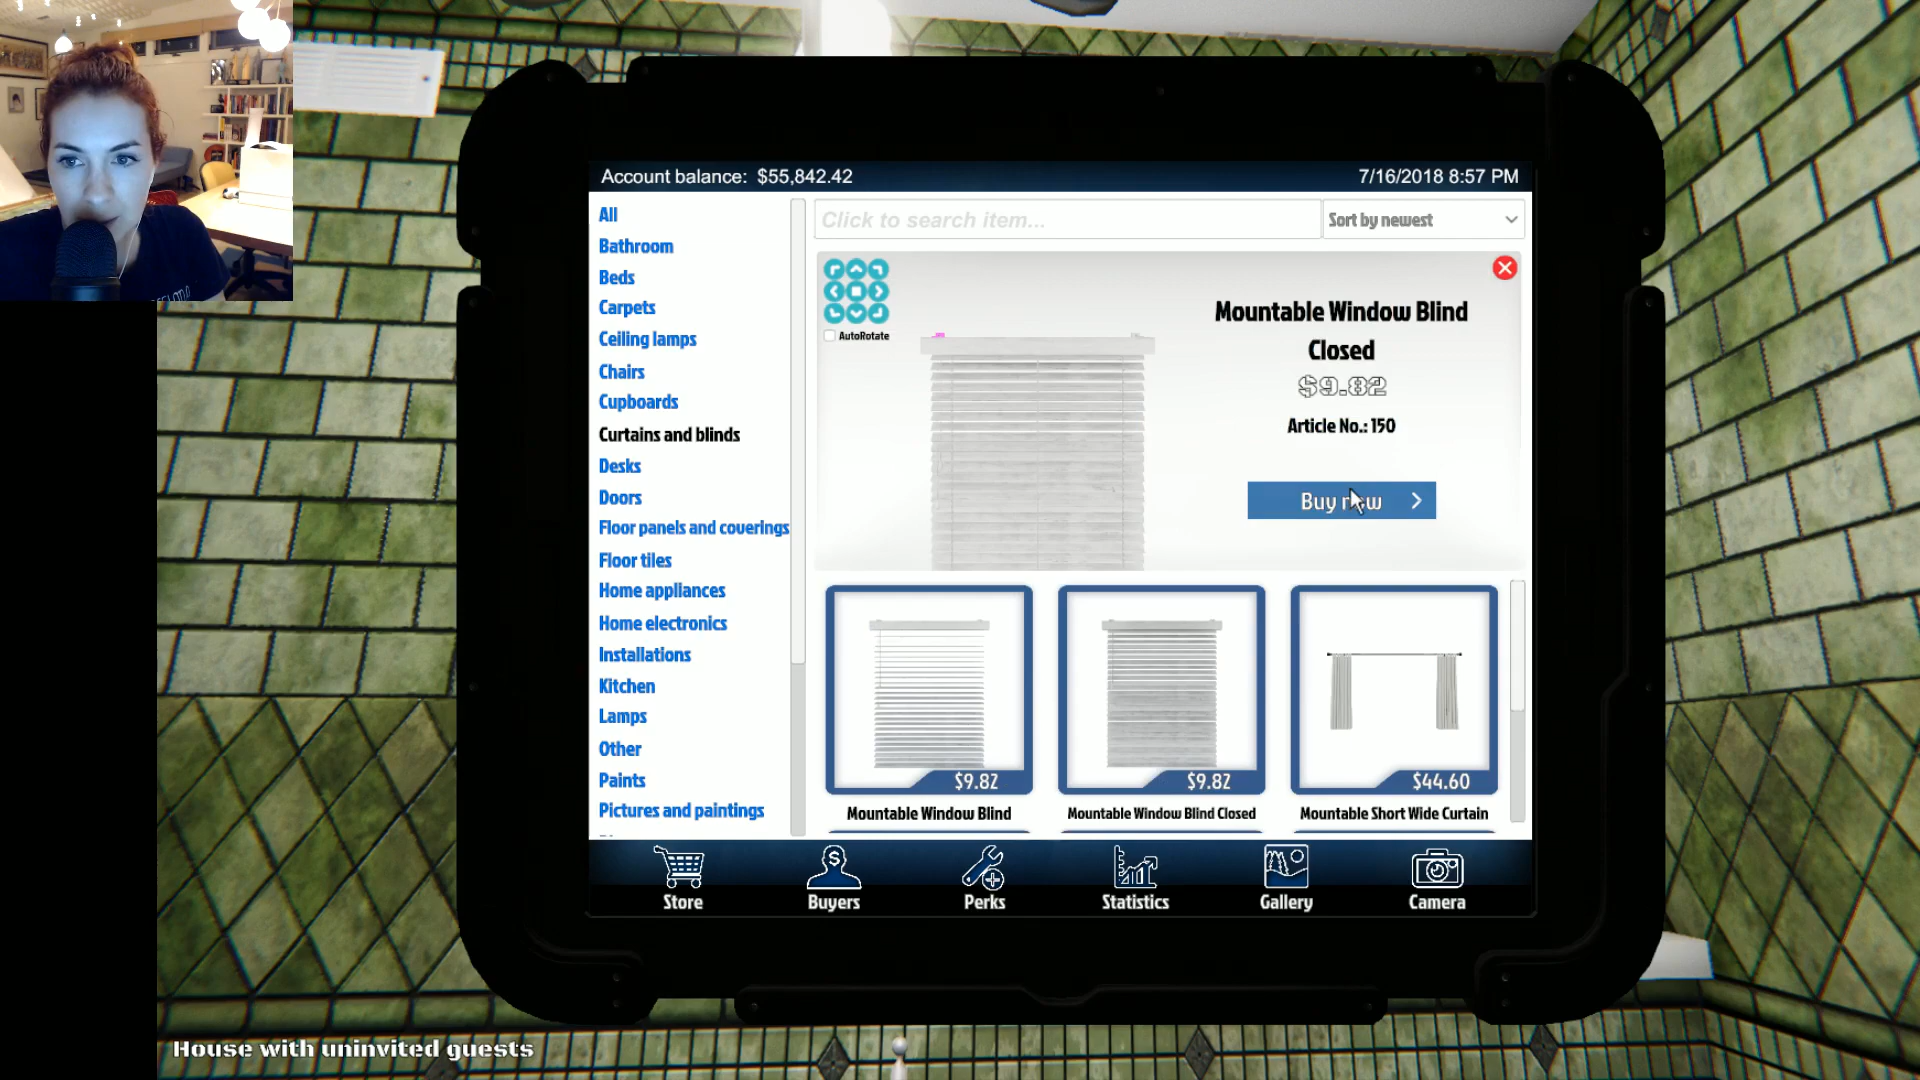 Account balance: $55,842.42
7/16/2018 8:57 PM
All
Bathroom
Beds
Carpets
Ceiling lamps
Chairs
Cupboards
Curtains and blinds
Desks
Doors
Floor panels and coverings
Floor tiles
Home appliances
Home electronics
Installations
Kitchen
Lamps
Other
Paints
Pictures and paintings
Click to search item...
Sort by newest
AutoRotate
Mountable Window Blind
Closed
$9.82
Article No.: 150
Buy now
$9.82
Mountable Window Blind
$9.82
Mountable Window Blind Closed
$44.60
Mountable Short Wide Curtain
Store
Buyers
Perks
Statistics
Gallery
Camera
House with uninvited guests